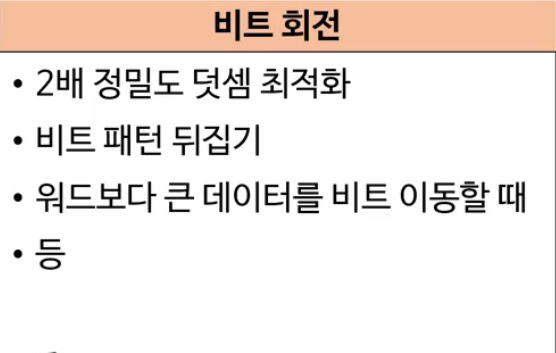 비트 회전
• 2배 정밀도 덧셈 최적화
• 비트 패턴 뒤집기
• 워드보다 큰 데이터를 비트 이동할 때
• 등